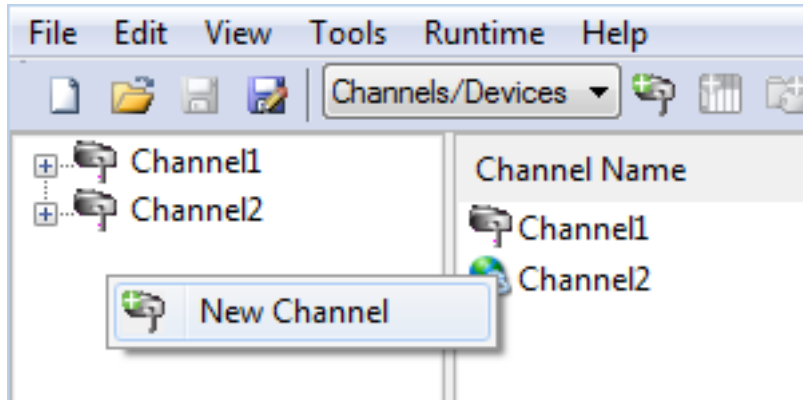 File Edit View Tools Runtime Help
Channels/Devices
Channel1
Channel2
New Channel
Channel Name
Channel1
Channel2